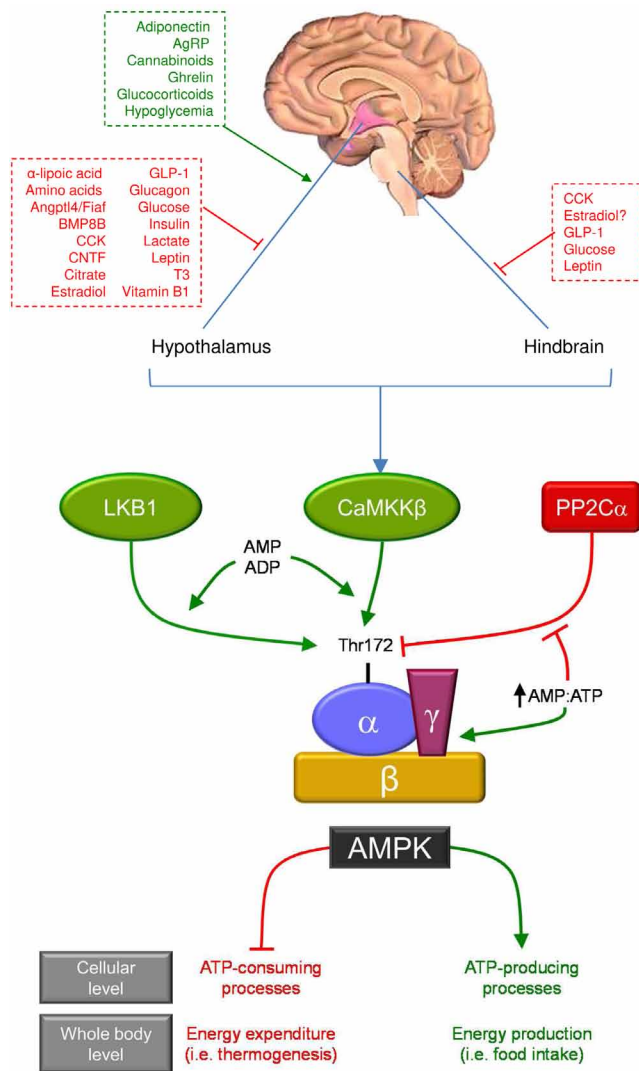 Adiponectin
AgRP
Cannabinoids
Ghrelin
Glucocorticoids
Hypoglycemia
α-lipoic acid GLP-1
Amino acids Glucagon
Angptl4/Fiaf Glucose
BMP8B Insulin
CCK Lactate
CNTF Leptin
Citrate T3
Estradiol Vitamin B1
CCK
Estradiol?
GLP-1
Glucose
Leptin
Hypothalamus
Hindbrain
LKB1
CaMKKβ
PP2Cα
AMP
ADP
Thr172
AMP:ATP
α
γ
β
AMPK
Cellular
level
ATP-consuming
processes
ATP-producing
processes
Whole body
level
Energy expenditure
(i.e. thermogenesis)
Energy production
(i.e. food intake)